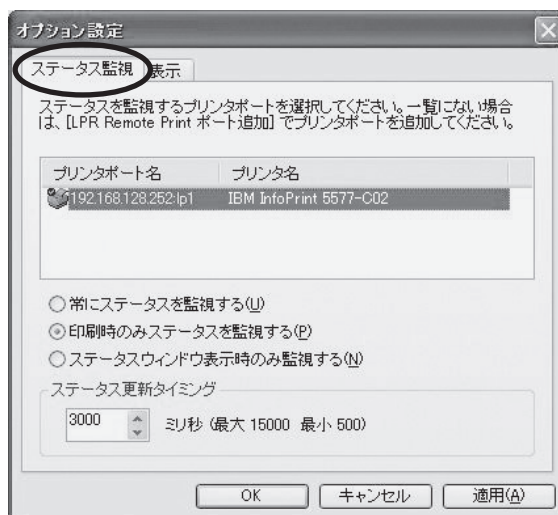 オプション設定
ステータス監視 表示
ステータスを監視するプリンタポートを選択してください。一覧にない場合
は、[LPR Remote Print ポート追加] でプリンタポートを追加してください。
プリンタポート名 プリンタ名
192.168.128.252:lp1 IBM InfoPrint 5577-C02
常にステータスを監視する(U)
印刷時のみステータスを監視する(P)
ステータスウィンドウ表示時のみ監視する(N)
ステータス更新タイミング
3000 ミリ秒 (最大 15000 最小 500)
OK キャンセル 適用(A)